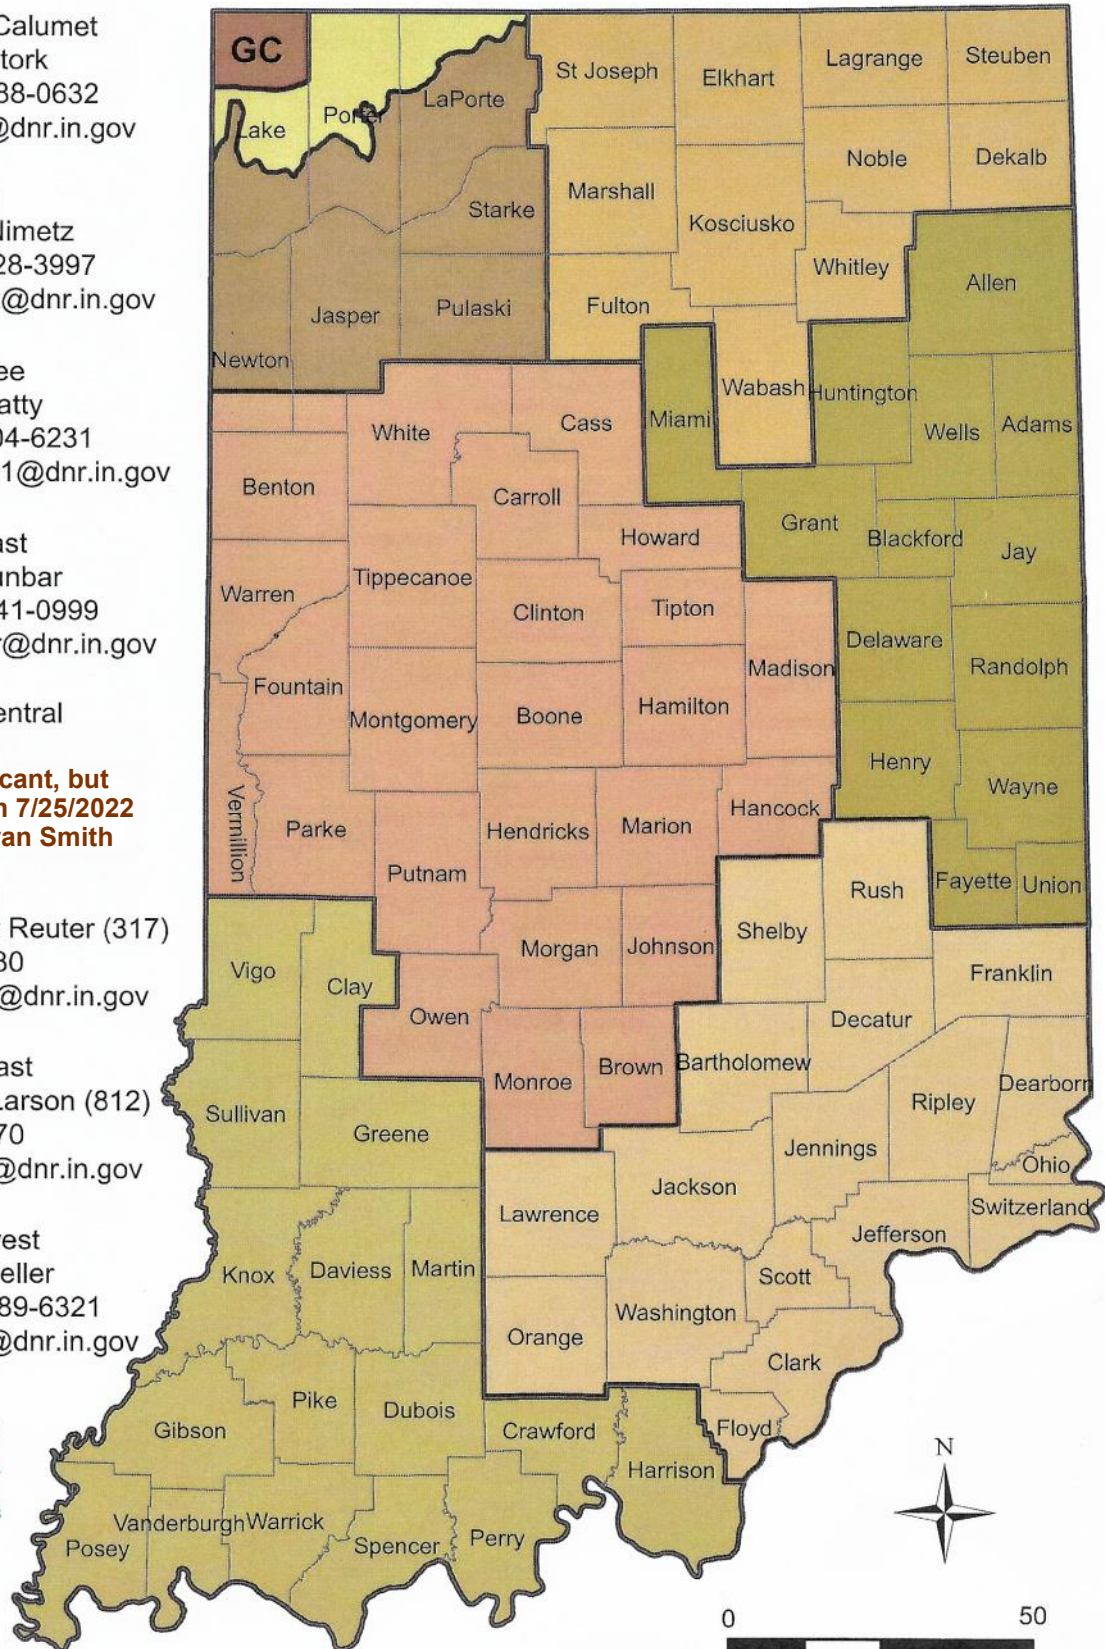 Calumet
tork
38-0632
@dnr.in.gov
Nimetz
28-3997
@dnr.in.gov
ee
atty
04-6231
1@dnr.in.gov
ast
unbar
41-0999
r@dnr.in.gov
entral
cant, but
n 7/25/2022
an Smith
Reuter (317)
30
@dnr.in.gov
ast
Larson (812)
70
@dnr.in.gov
est
eller
89-6321
@dnr.in.gov
GC
Lake
Porter
LaPorte
St Joseph
Elkhart
Lagrange
Steuben
Noble
Dekalb
Marshall
Starke
Kosciusko
Whitley
Allen
Newton
Jasper
Pulaski
Fulton
Wabash
Huntington
Miami
Wells
Adams
White
Cass
Benton
Carroll
Howard
Grant
Blackford
Jay
Warren
Tippecanoe
Clinton
Tipton
Madison
Delaware
Randolph
Fountain
Montgomery
Boone
Hamilton
Henry
Wayne
Vermillion
Parke
Putnam
Hendricks
Marion
Hancock
Rush
Fayette
Union
Vigo
Clay
Owen
Morgan
Johnson
Shelby
Franklin
Decatur
Monroe
Brown
Bartholomew
Dearborn
Ripley
Sullivan
Greene
Jennings
Ohio
Lawrence
Jackson
Switzerland
Jefferson
Knox
Daviess
Martin
Scott
Washington
Orange
Clark
Gibson
Pike
Dubois
Crawford
Floyd
Harrison
Posey
Vanderburgh
Warrick
Spencer
Perry
N
0
50